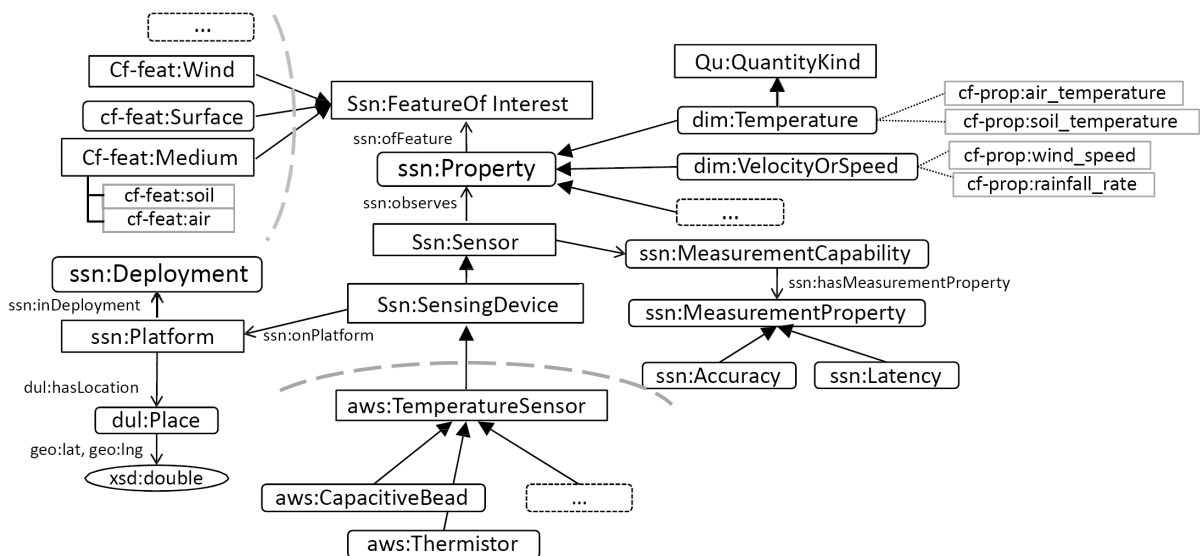 ...
Cf-feat:Wind
cf-feat:Surface
Cf-feat:Medium
cf-feat:soil
cf-feat:air
Ssn:FeatureOf Interest
ssn:ofFeature
ssn:Property
ssn:observes
Ssn:Sensor
Ssn:SensingDevice
Qu:QuantityKind
dim:Temperature
cf-prop:air_temperature
cf-prop:soil_temperature
dim:VelocityOrSpeed
cf-prop:wind_speed
cf-prop:rainfall_rate
...
ssn:MeasurementCapability
ssn:hasMeasurementProperty
ssn:MeasurementProperty
ssn:Accuracy
ssn:Latency
ssn:Deployment
ssn:inDeployment
ssn:Platform
ssn:onPlatform
dul:hasLocation
dul:Place
geo:lat, geo:lng
xsd:double
aws:TemperatureSensor
aws:CapacitiveBead
...
aws:Thermistor